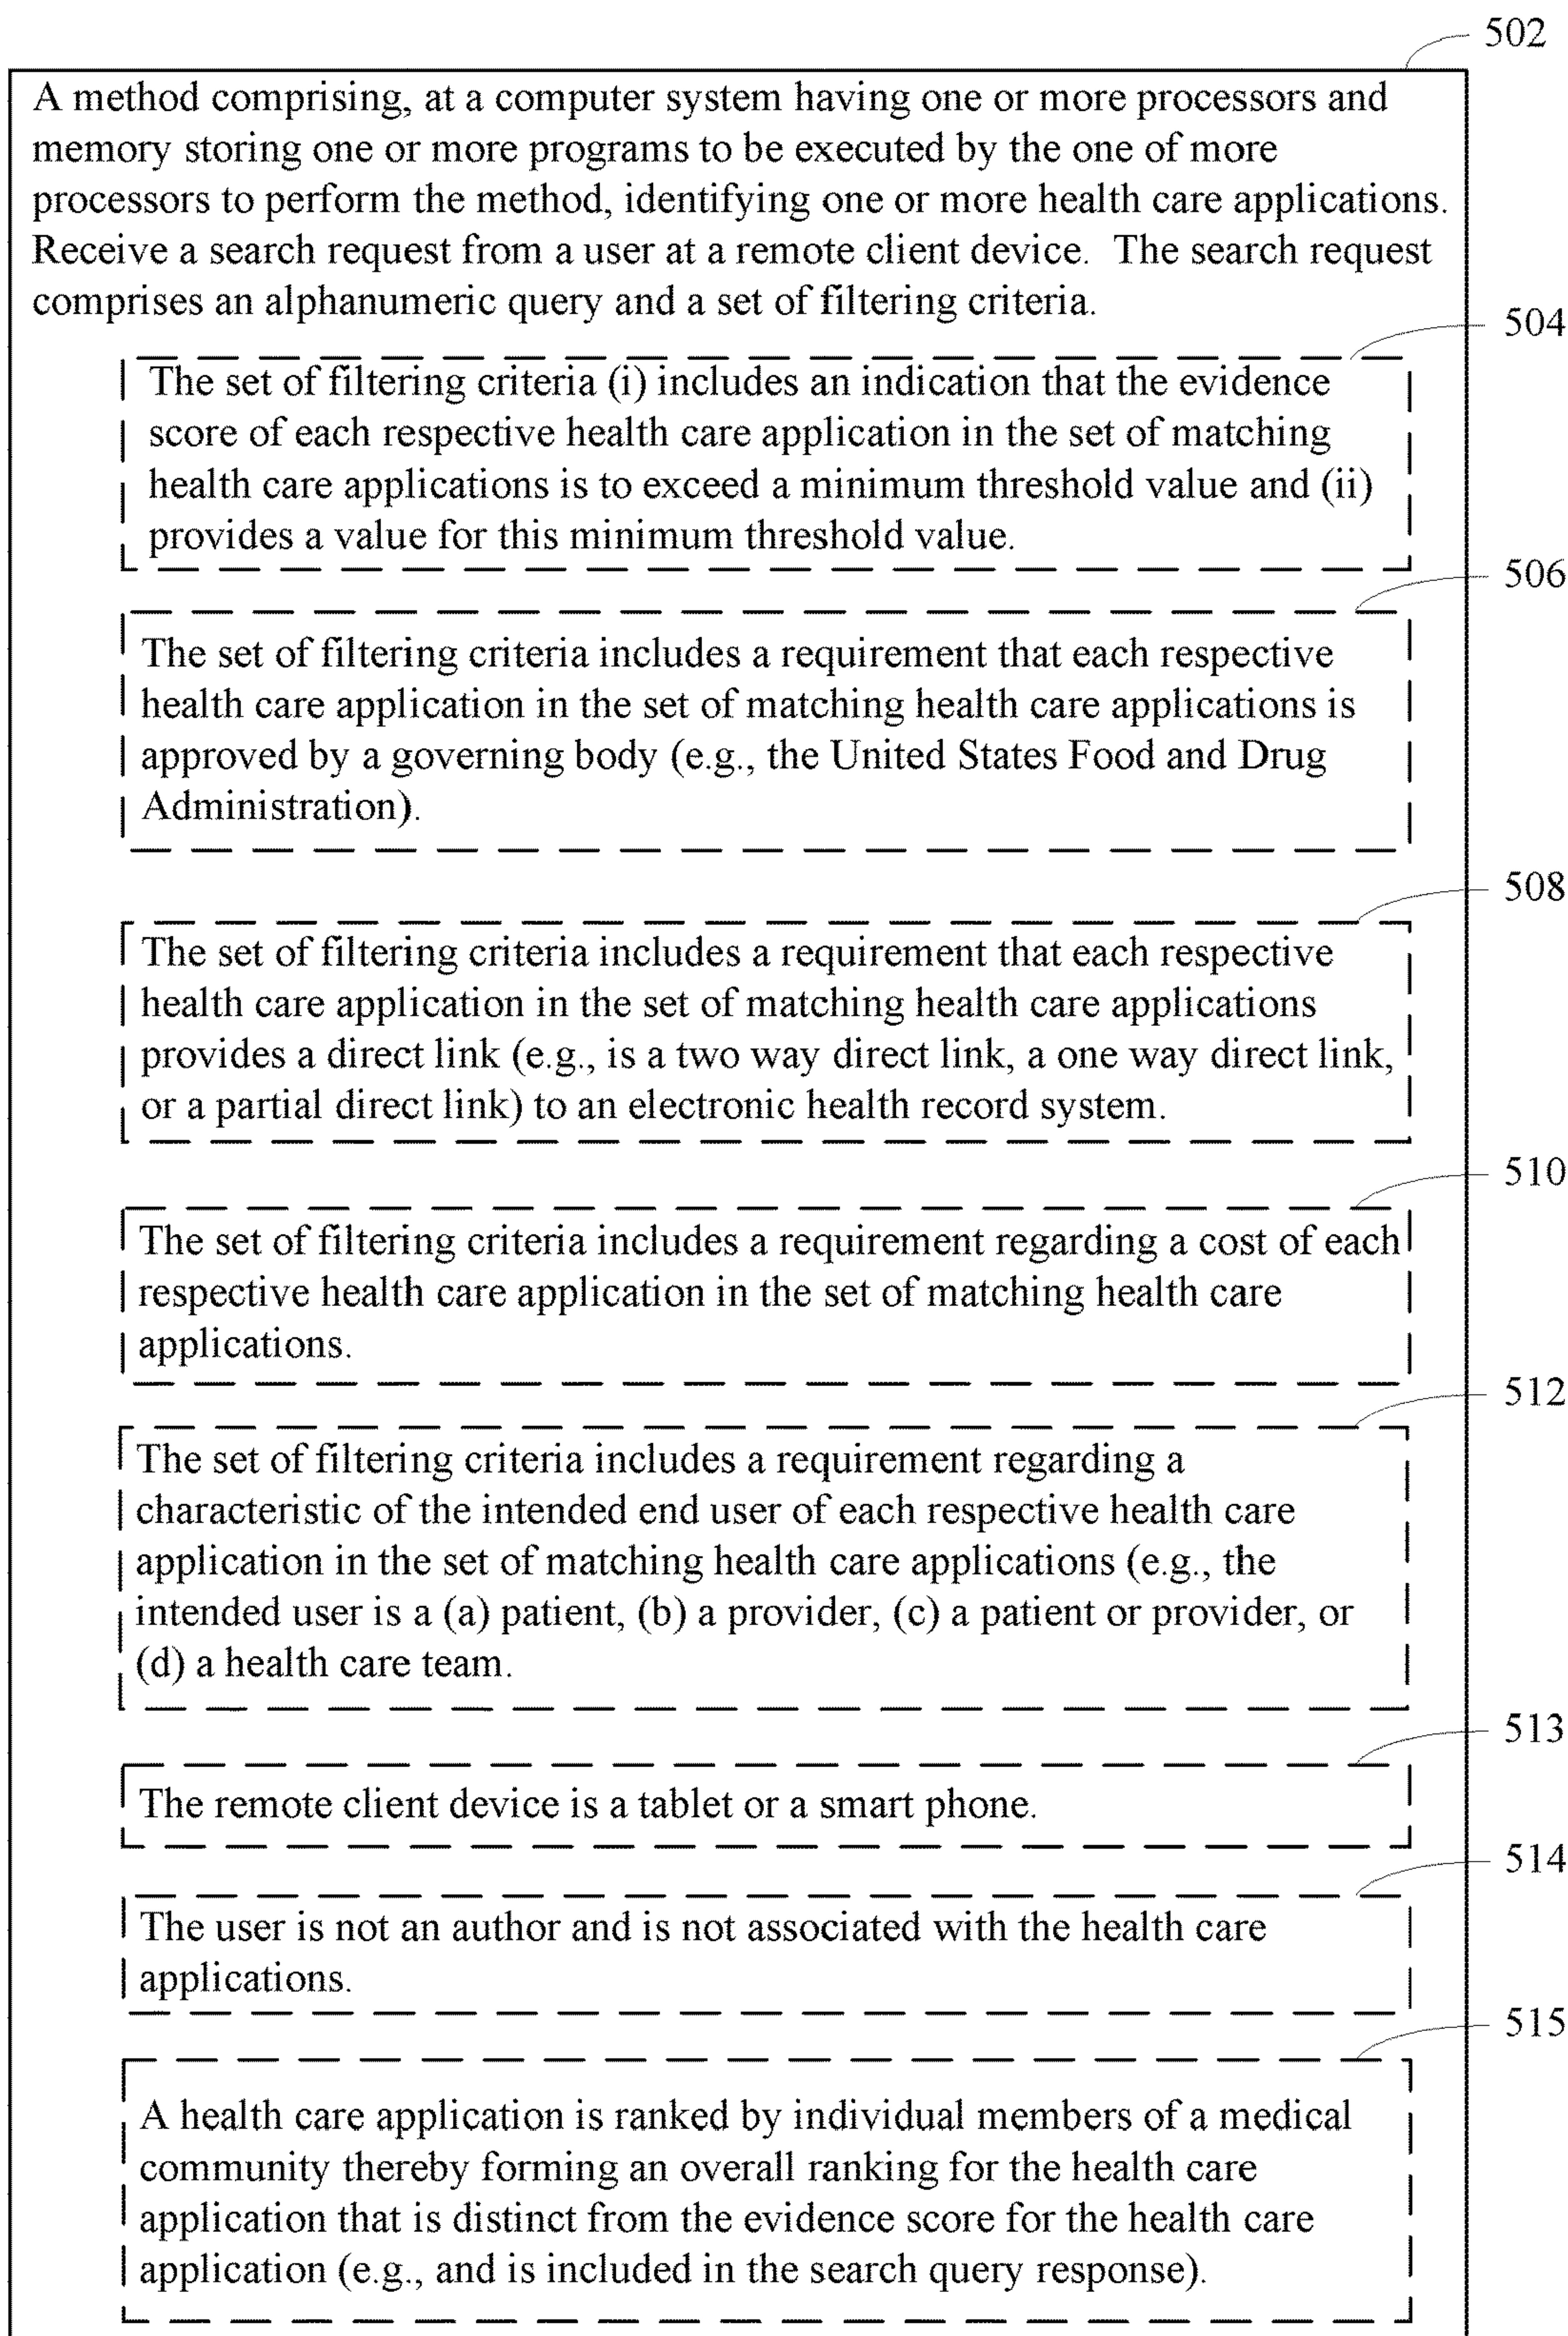 502
A method comprising, at a computer system having one or more processors and
memory storing one or more programs to be executed by the one of more
processors to perform the method, identifying one or more health care applications.
Receive a search request from a user at a remote client device.  The search request
comprises an alphanumeric query and a set of filtering criteria.
504
The set of filtering criteria (i) includes an indication that the evidence
score of each respective health care application in the set of matching
health care applications is to exceed a minimum threshold value and (ii)
provides a value for this minimum threshold value.
506
The set of filtering criteria includes a requirement that each respective
health care application in the set of matching health care applications is
approved by a governing body (e.g., the United States Food and Drug
Administration).
508
The set of filtering criteria includes a requirement that each respective
health care application in the set of matching health care applications
provides a direct link (e.g., is a two way direct link, a one way direct link,
or a partial direct link) to an electronic health record system.
510
The set of filtering criteria includes a requirement regarding a cost of each
respective health care application in the set of matching health care
applications.
512
The set of filtering criteria includes a requirement regarding a
characteristic of the intended end user of each respective health care
application in the set of matching health care applications (e.g., the
intended user is a (a) patient, (b) a provider, (c) a patient or provider, or
(d) a health care team.
513
The remote client device is a tablet or a smart phone.
514
The user is not an author and is not associated with the health care
applications.
515
A health care application is ranked by individual members of a medical
community thereby forming an overall ranking for the health care
application that is distinct from the evidence score for the health care
application (e.g., and is included in the search query response).